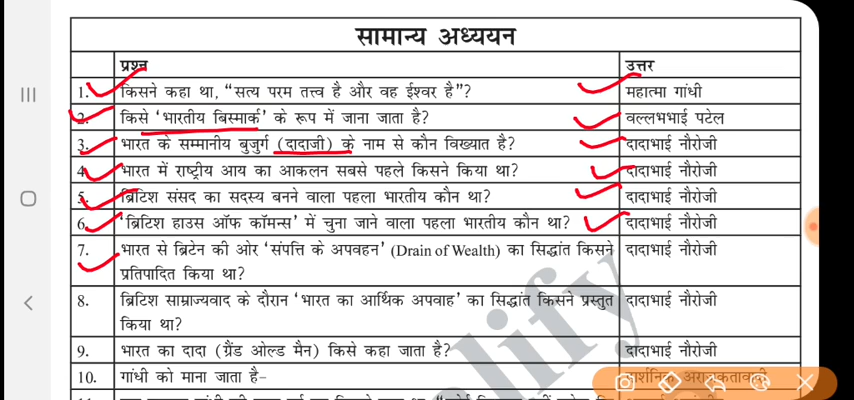 सामान्य अध्ययन
प्रश्न उत्तर
1. किसने कहा था, “सत्य परम तत्त्व है और वह ईश्वर है”? महात्मा गांधी
2. किसे ‘भारतीय बिस्मार्क’ के रूप में जाना जाता है? वल्लभभाई पटेल
3. भारत के सम्मानीय बुजुर्ग (दादाजी) के नाम से कौन विख्यात है? दादाभाई नौरोजी
4. भारत में राष्ट्रीय आय का आकलन सबसे पहले किसने किया था? दादाभाई नौरोजी
5. ब्रिटिश संसद का सदस्य बनने वाला पहला भारतीय कौन था? दादाभाई नौरोजी
6. ‘ब्रिटिश हाउस ऑफ कॉमन्स’ में चुना जाने वाला पहला भारतीय कौन था? दादाभाई नौरोजी
7. भारत से ब्रिटेन की ओर ‘संपत्ति के अपवहन’ (Drain of Wealth) का सिद्धांत किसने दादाभाई नौरोजी
प्रतिपादित किया था?
8. ब्रिटिश साम्राज्यवाद के दौरान ‘भारत का आर्थिक अपवाह’ का सिद्धांत किसने प्रस्तुत दादाभाई नौरोजी
किया था?
9. भारत का दादा (ग्रैंड ओल्ड मैन) किसे कहा जाता है? दादाभाई नौरोजी
10. गांधी को माना जाता है– दार्शनिक अराजकतावादी